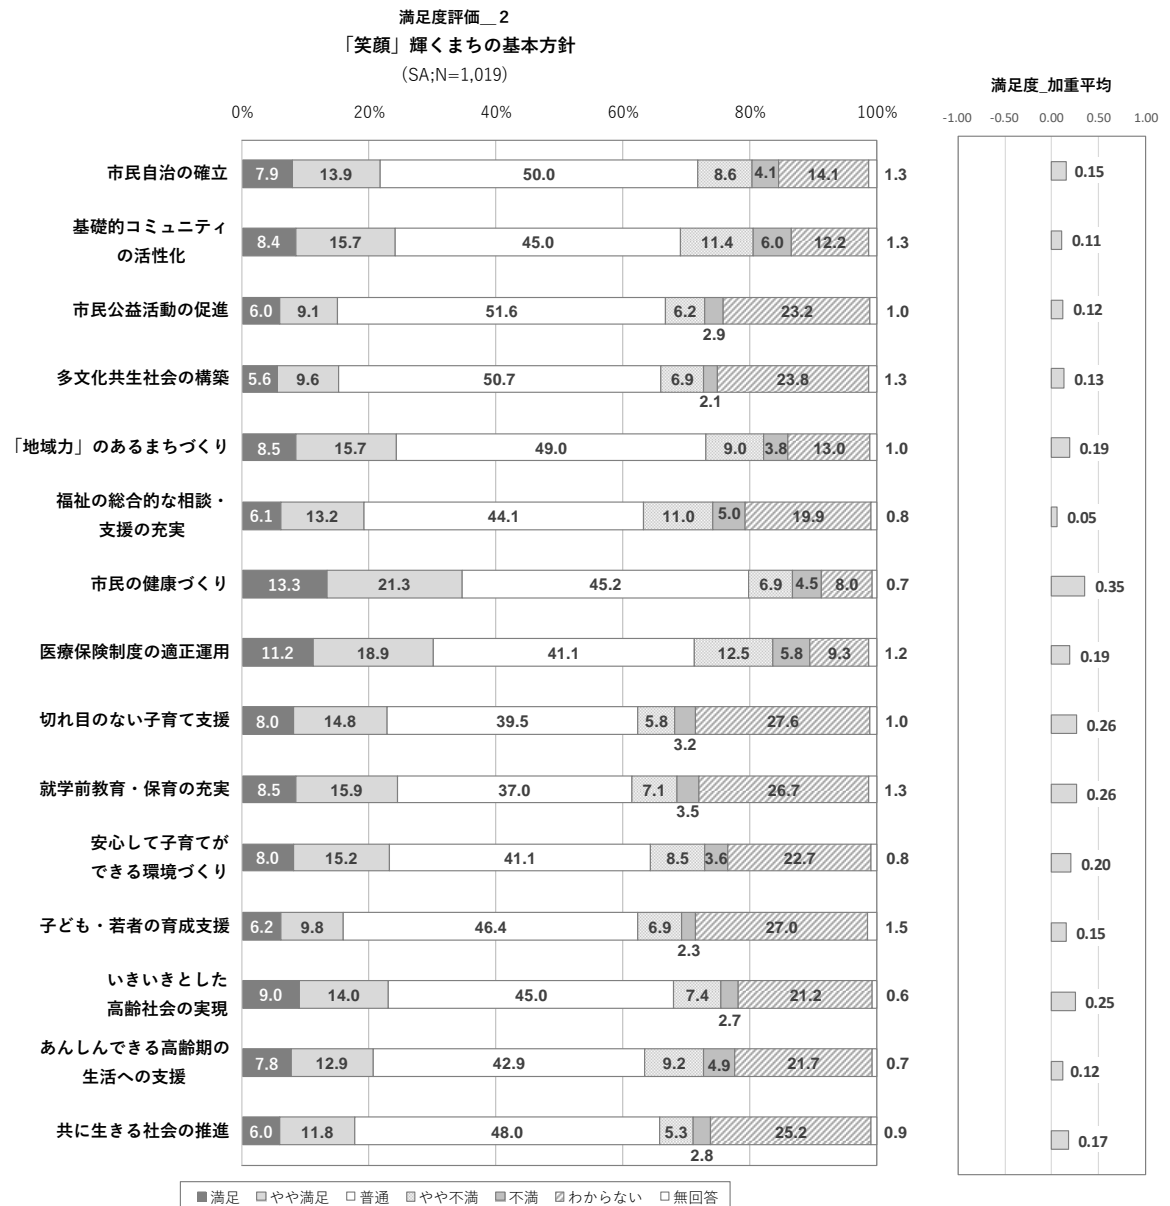 満足度評価__２
「笑顔」輝くまちの基本方針
（SA;N=1,019）
満足度_加重平均
0% 20% 40% 60% 80% 100%
-1.00 -0.50 0.00 0.50 1.00
市民自治の確立 7.9 13.9 50.0 8.6 4.1 14.1 1.3 0.15
基礎的コミュニティ
の活性化 8.4 15.7 45.0 11.4 6.0 12.2 1.3 0.11
市民公益活動の促進 6.0 9.1 51.6 6.2 2.9 23.2 1.0 0.12
多文化共生社会の構築 5.6 9.6 50.7 6.9 2.1 23.8 1.3 0.13
「地域力」のあるまちづくり 8.5 15.7 49.0 9.0 3.8 13.0 1.0 0.19
福祉の総合的な相談・
支援の充実 6.1 13.2 44.1 11.0 5.0 19.9 0.8 0.05
市民の健康づくり 13.3 21.3 45.2 6.9 4.5 8.0 0.7 0.35
医療保険制度の適正運用 11.2 18.9 41.1 12.5 5.8 9.3 1.2 0.19
切れ目のない子育て支援 8.0 14.8 39.5 5.8 3.2 27.6 1.0 0.26
就学前教育・保育の充実 8.5 15.9 37.0 7.1 3.5 26.7 1.3 0.26
安心して子育てが
できる環境づくり 8.0 15.2 41.1 8.5 3.6 22.7 0.8 0.20
子ども・若者の育成支援 6.2 9.8 46.4 6.9 2.3 27.0 1.5 0.15
いきいきとした
高齢社会の実現 9.0 14.0 45.0 7.4 2.7 21.2 0.6 0.25
あんしんできる高齢期の
生活への支援 7.8 12.9 42.9 9.2 4.9 21.7 0.7 0.12
共に生きる社会の推進 6.0 11.8 48.0 5.3 2.8 25.2 0.9 0.17
満足 やや満足 普通 やや不満 不満 わからない 無回答